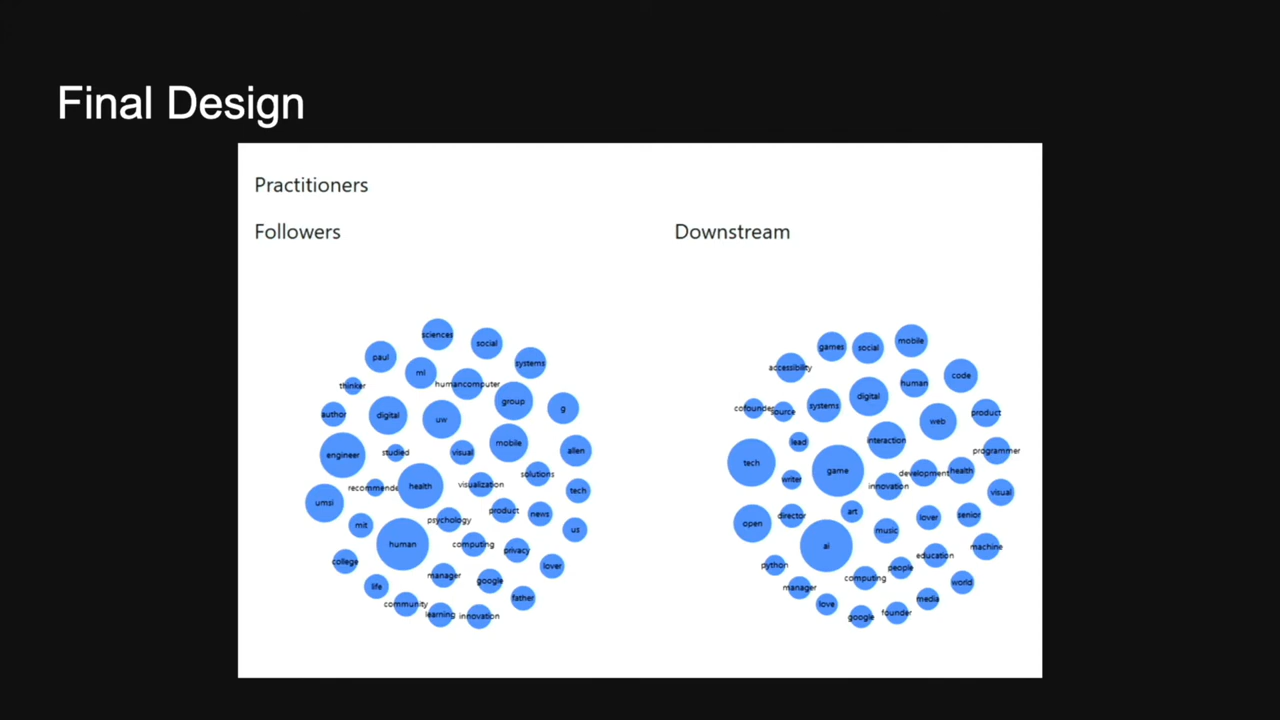 Final Design
Practitioners
Followers
Downstream
sciences
social
paul
systems
ml
humancomputer
thinker
group
g
author
digital
uw
mobile
allen
engineer
studied
visual
solutions
recommende
health
visualization
tech
umsi
product
news
psychology
mit
us
human
computing
privacy
college
lover
manager
google
life
father
community
learning
innovation
games
social
mobile
accessibility
code
human
digital
cofounder
source
systems
product
web
lead
interaction
programmer
tech
game
development
health
writer
innovation
visual
art
director
lover
senior
open
music
ai
machine
education
python
people
computing
manager
world
love
media
founder
google